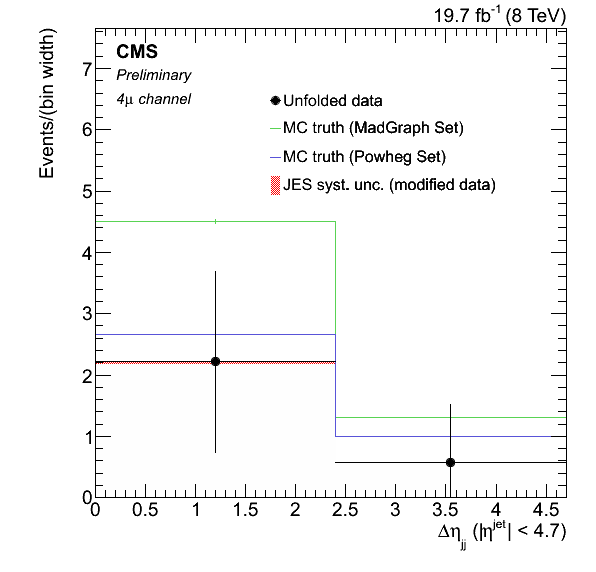 19.7 fb⁻¹ (8 TeV)
CMS
Preliminary
4μ channel
Unfolded data
MC truth (MadGraph Set)
MC truth (Powheg Set)
JES syst. unc. (modified data)
Events/(bin width)
7
6
5
4
3
2
1
0
0 0.5 1 1.5 2 2.5 3 3.5 4 4.5
Δη_jj (|η^jet| < 4.7)